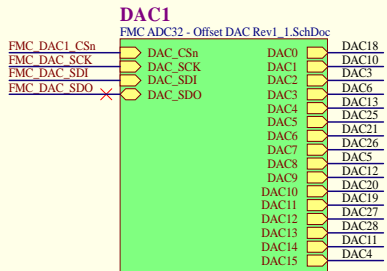 DAC1
FMC ADC32 - Offset DAC Rev1_1.SchDoc
FMC_DAC1_CSn
FMC_DAC_SCK
FMC_DAC_SDI
FMC_DAC_SDO
DAC_CSn
DAC_SCK
DAC_SDI
DAC_SDO
DAC0
DAC1
DAC2
DAC3
DAC4
DAC5
DAC6
DAC7
DAC8
DAC9
DAC10
DAC11
DAC12
DAC13
DAC14
DAC15
DAC18
DAC10
DAC3
DAC6
DAC13
DAC25
DAC21
DAC26
DAC5
DAC12
DAC20
DAC19
DAC27
DAC28
DAC11
DAC4